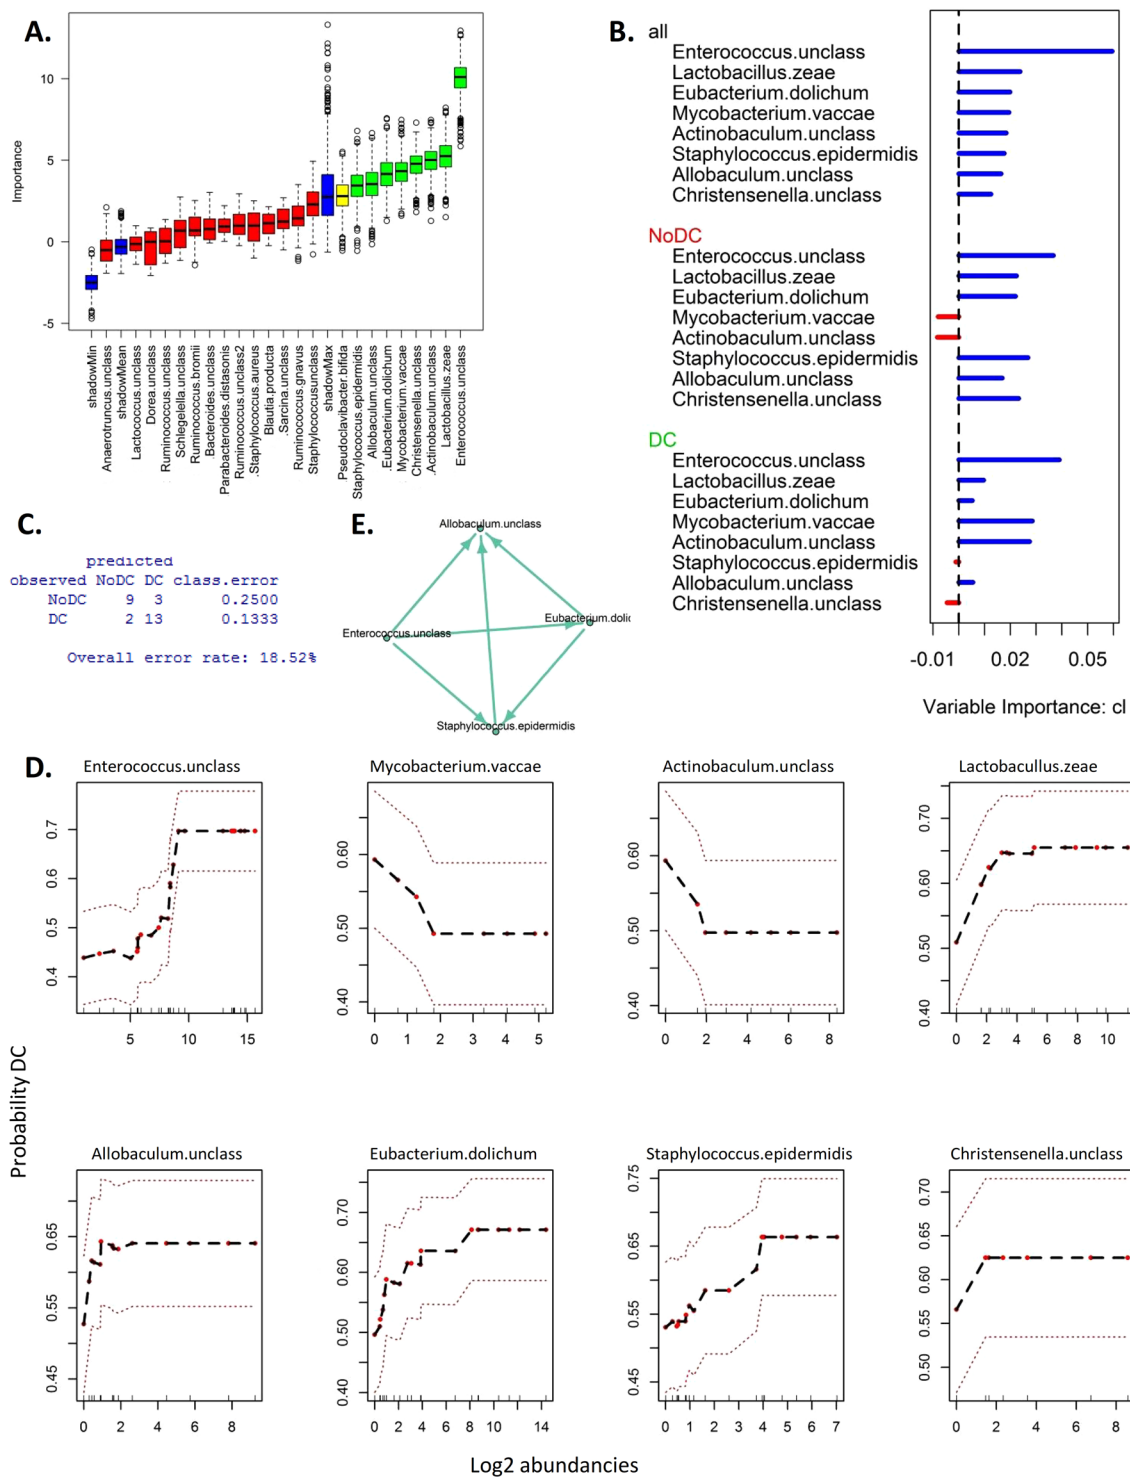 A.
Importance
10
5
0
-5
shadowMin
Anaerotruncus.unclass
shadowMean
Lactococcus.unclass
Dorea.unclass
Ruminococcus.unclass
Schlegelella.unclass
Ruminococcus.bromii
.Bacteroides.unclass
Parabacteroides.distasonis
Ruminococcus.unclass2
.Staphylococcus.aureus
Blautia.producta
.Sarcina.unclass
Ruminococcus.gnavus
Staphylococcusunclass
shadowMax
.Pseudoclavibacter.bifida
Staphylococcus.epidermidis
Allobaculum.unclass
.Eubacterium.dolichum
Mycobacterium.vaccae
Christensenella.unclass
.Actinobaculum.unclass
Lactobacillus.zeae
Enterococcus.unclass
B.
all
Enterococcus.unclass
Lactobacillus.zeae
Eubacterium.dolichum
Mycobacterium.vaccae
Actinobaculum.unclass
Staphylococcus.epidermidis
Allobaculum.unclass
Christensenella.unclass
NoDC
Enterococcus.unclass
Lactobacillus.zeae
Eubacterium.dolichum
Mycobacterium.vaccae
Actinobaculum.unclass
Staphylococcus.epidermidis
Allobaculum.unclass
Christensenella.unclass
DC
Enterococcus.unclass
Lactobacillus.zeae
Eubacterium.dolichum
Mycobacterium.vaccae
Actinobaculum.unclass
Staphylococcus.epidermidis
Allobaculum.unclass
Christensenella.unclass
-0.01 0.02 0.05
Variable Importance: cl
C.
predicted
observed NoDC DC class.error
NoDC 9 3 0.2500
DC 2 13 0.1333
Overall error rate: 18.52%
E.
Allobaculum.unclass
Eubacterium.dolic
Enterococcus.unclass
Staphylococcus.epidermidis
D.
Probability DC
Enterococcus.unclass
0.7
0.5
0.4
5 10 15
Mycobacterium.vaccae
0.60
0.50
0.40
0 1 2 3 4 5
Actinobaculum.unclass
0.60
0.50
0.40
0 2 4 6 8
Lactobacullus.zeae
0.70
0.60
0.50
0.40
0 2 4 6 8 10
Allobaculum.unclass
0.65
0.55
0.45
0 2 4 6 8
Eubacterium.dolichum
0.70
0.60
0.50
0.40
0 2 4 6 8 10 14
Staphylococcus.epidermidis
0.75
0.65
0.55
0.45
0 1 2 3 4 5 6 7
Christensenella.unclass
0.70
0.65
0.60
0.55
0.50
0 2 4 6 8
Log2 abundancies